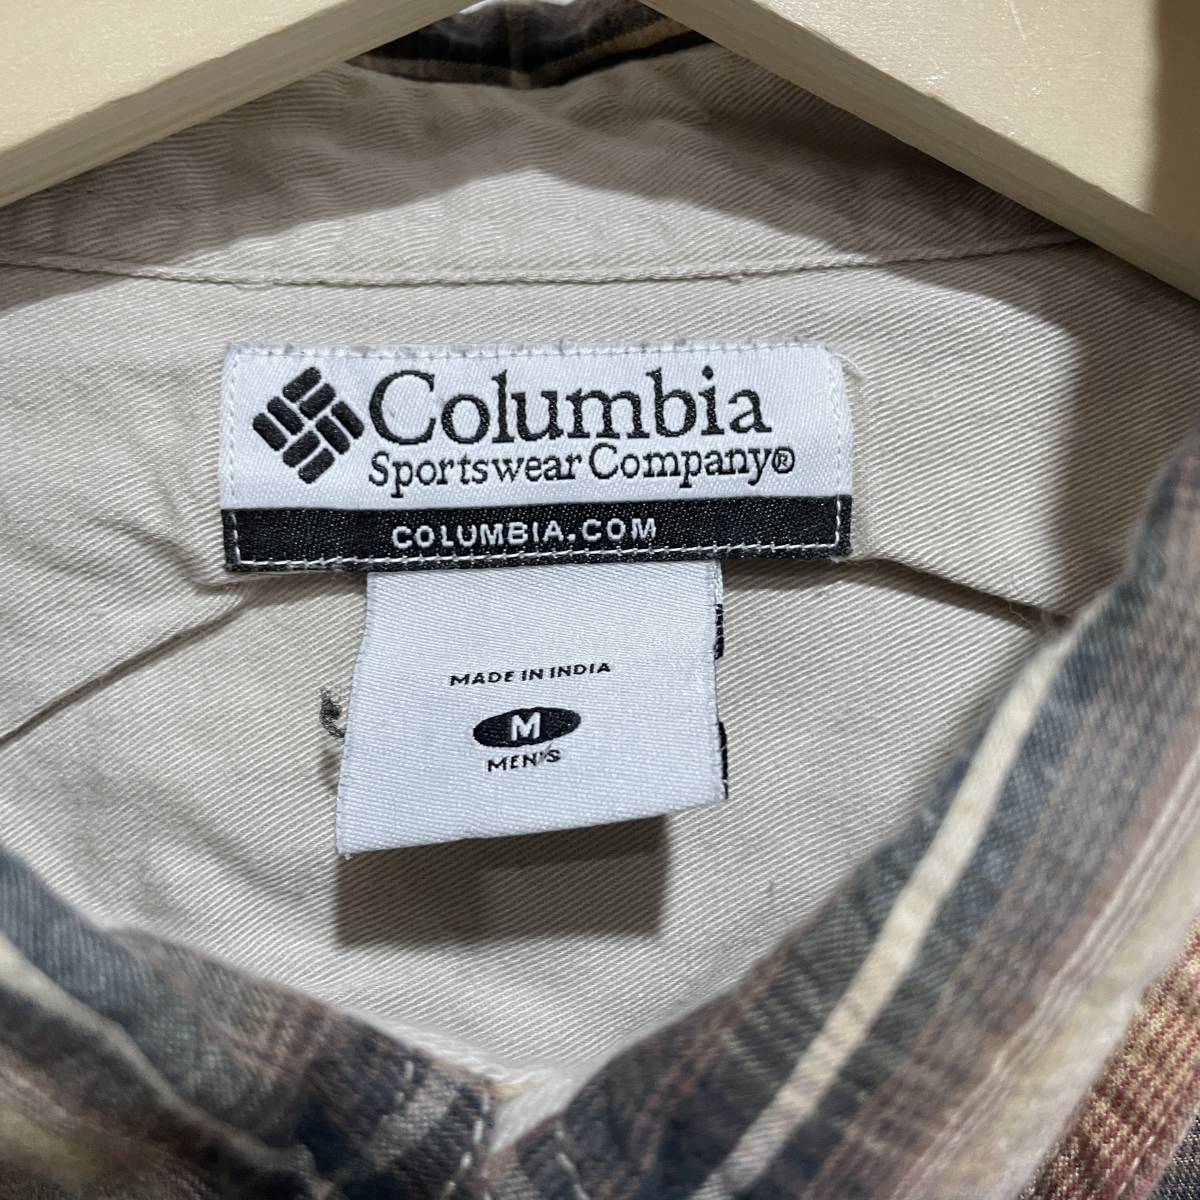 Columbia
Sportswear Company®
COLUMBIA.COM
MADE IN INDIA
M
MEN'S